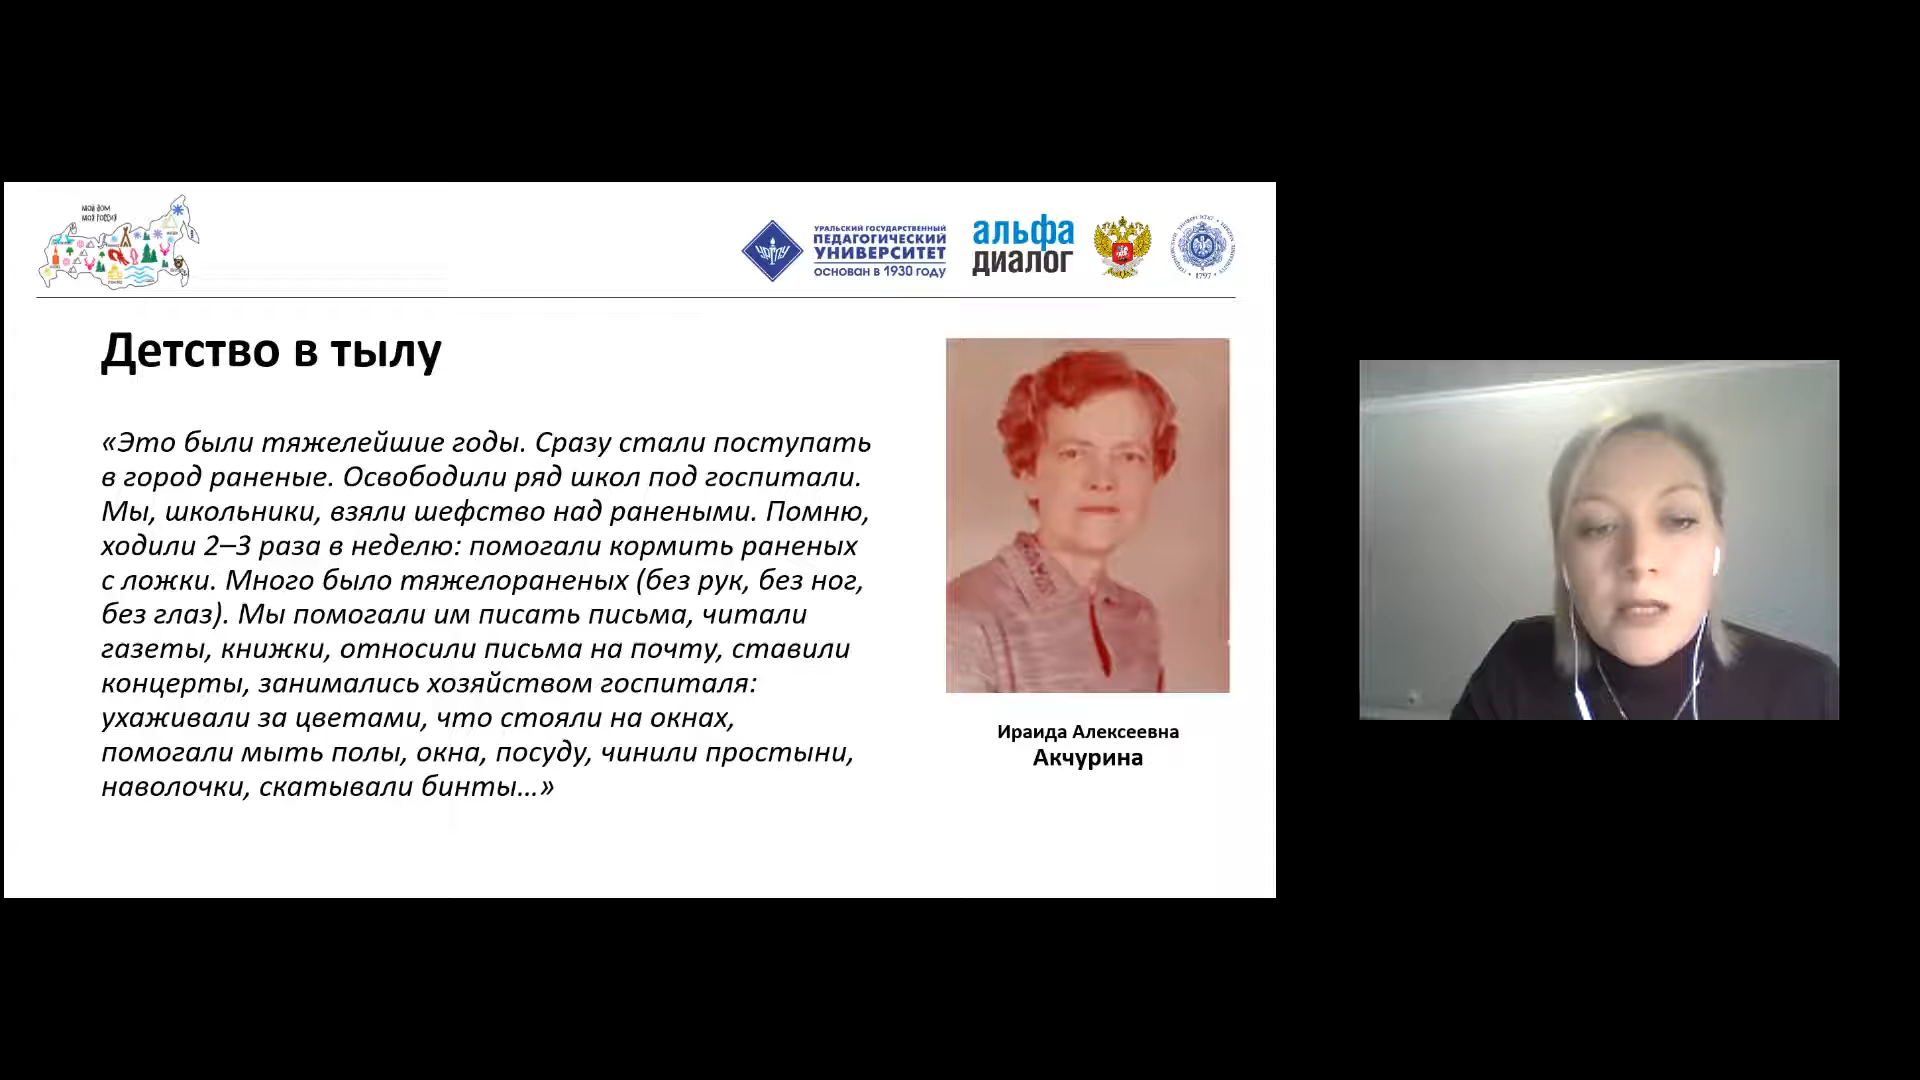 МОЙ ДОМ
МОЯ РОССИЯ
УрГПУ
УРАЛЬСКИЙ ГОСУДАРСТВЕННЫЙ
ПЕДАГОГИЧЕСКИЙ
УНИВЕРСИТЕТ
ОСНОВАН В 1930 ГОДУ
альфа
диалог
1797
Детство в тылу
«Это были тяжелейшие годы. Сразу стали поступать
в город раненые. Освободили ряд школ под госпитали.
Мы, школьники, взяли шефство над ранеными. Помню,
ходили 2–3 раза в неделю: помогали кормить раненых
с ложки. Много было тяжелораненых (без рук, без ног,
без глаз). Мы помогали им писать письма, читали
газеты, книжки, относили письма на почту, ставили
концерты, занимались хозяйством госпиталя:
ухаживали за цветами, что стояли на окнах,
помогали мыть полы, окна, посуду, чинили простыни,
наволочки, скатывали бинты...»
Ираида Алексеевна
Акчурина